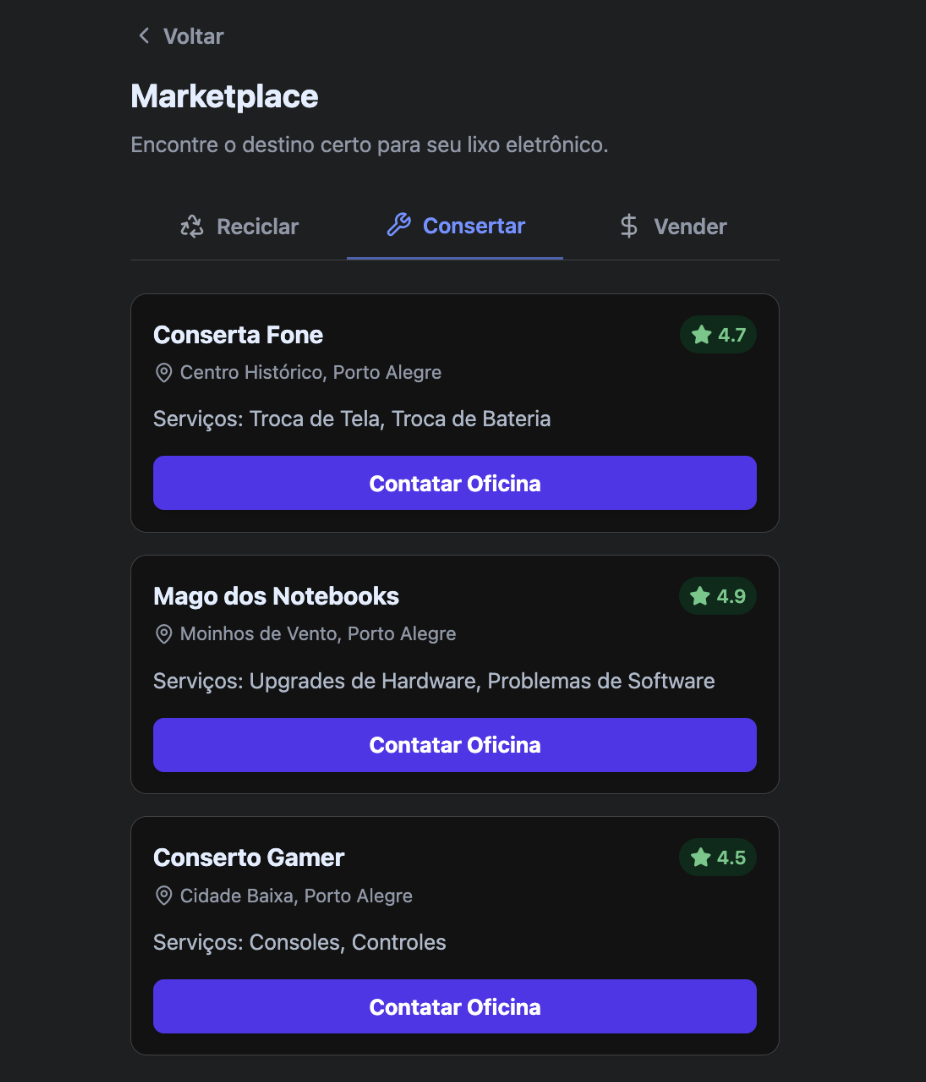 Voltar
Marketplace
Encontre o destino certo para seu lixo eletrônico.
Reciclar
Consertar
Vender
Conserta Fone
4.7
Centro Histórico, Porto Alegre
Serviços: Troca de Tela, Troca de Bateria
Contatar Oficina
Mago dos Notebooks
4.9
Moinhos de Vento, Porto Alegre
Serviços: Upgrades de Hardware, Problemas de Software
Contatar Oficina
Conserto Gamer
4.5
Cidade Baixa, Porto Alegre
Serviços: Consoles, Controles
Contatar Oficina